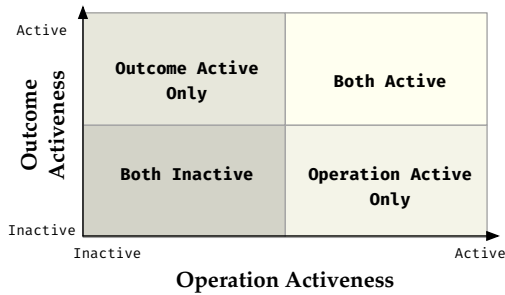 Active
Outcome Active
Only
Both Active
Outcome
Activeness
Both Inactive
Operation Active
Only
Inactive
Inactive
Active
Operation Activeness